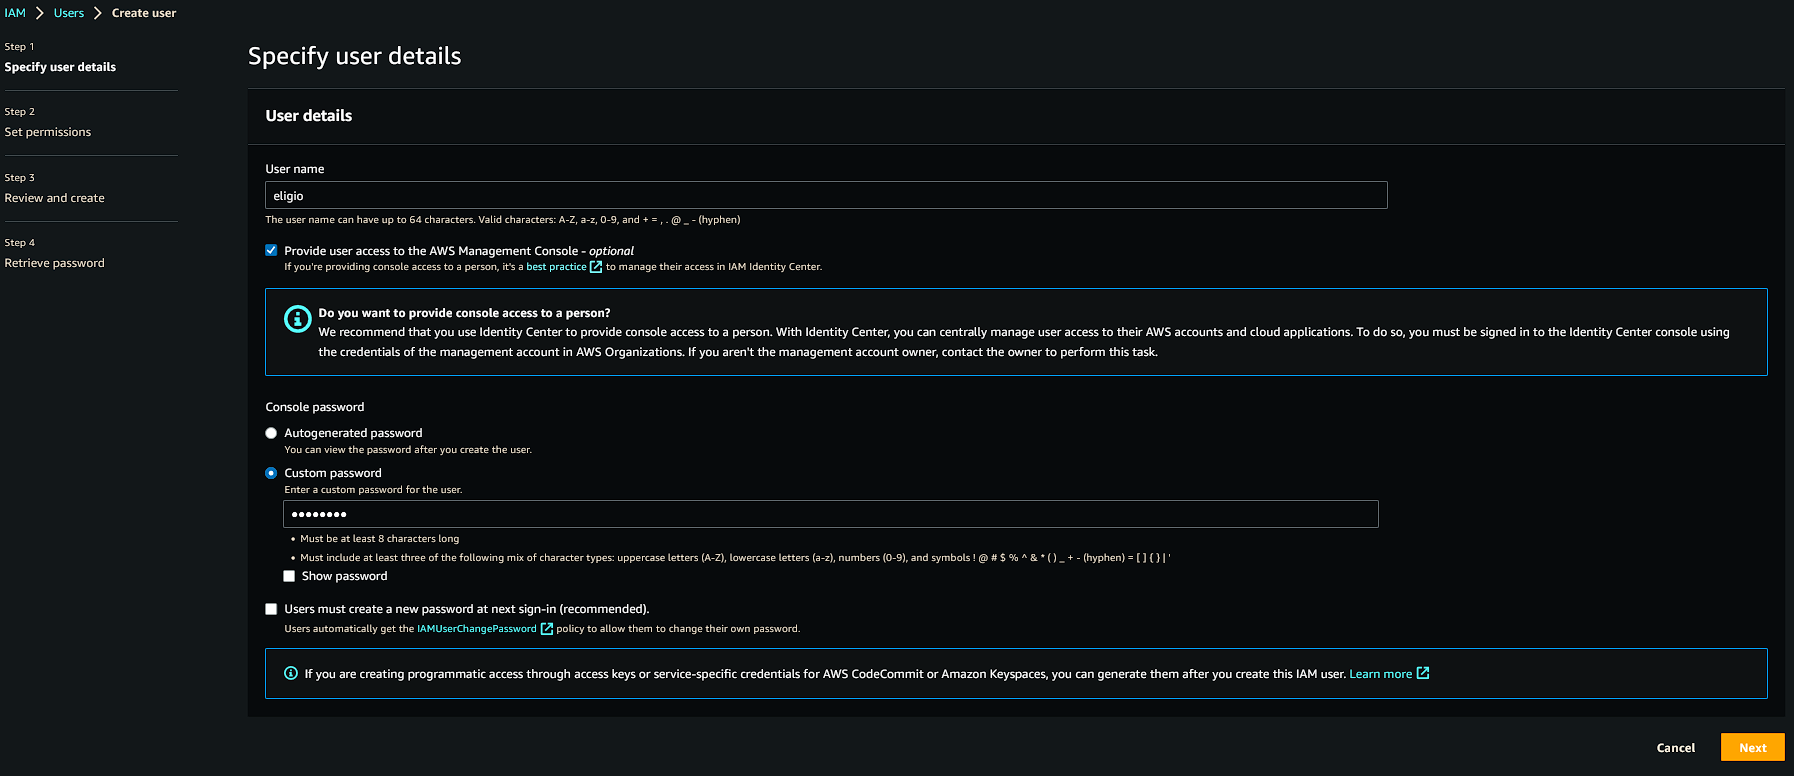 IAM > Users > Create user
Step 1
Specify user details
Step 2
Set permissions
Step 3
Review and create
Step 4
Retrieve password
Specify user details
User details
User name
eligio
The user name can have up to 64 characters. Valid characters: A-Z, a-z, 0-9, and + = , . @ _ - (hyphen)
Provide user access to the AWS Management Console - optional
If you're providing console access to a person, it's a best practice to manage their access in IAM Identity Center.
Do you want to provide console access to a person?
We recommend that you use Identity Center to provide console access to a person. With Identity Center, you can centrally manage user access to their AWS accounts and cloud applications. To do so, you must be signed in to the Identity Center console using
the credentials of the management account in AWS Organizations. If you aren't the management account owner, contact the owner to perform this task.
Console password
Autogenerated password
You can view the password after you create the user.
Custom password
Enter a custom password for the user.
••••••••
• Must be at least 8 characters long
• Must include at least three of the following mix of character types: uppercase letters (A-Z), lowercase letters (a-z), numbers (0-9), and symbols ! @ # $ % ^ & * ( ) _ + - (hyphen) = [ ] { } | '
Show password
Users must create a new password at next sign-in (recommended).
Users automatically get the IAMUserChangePassword policy to allow them to change their own password.
If you are creating programmatic access through access keys or service-specific credentials for AWS CodeCommit or Amazon Keyspaces, you can generate them after you create this IAM user. Learn more
Cancel
Next